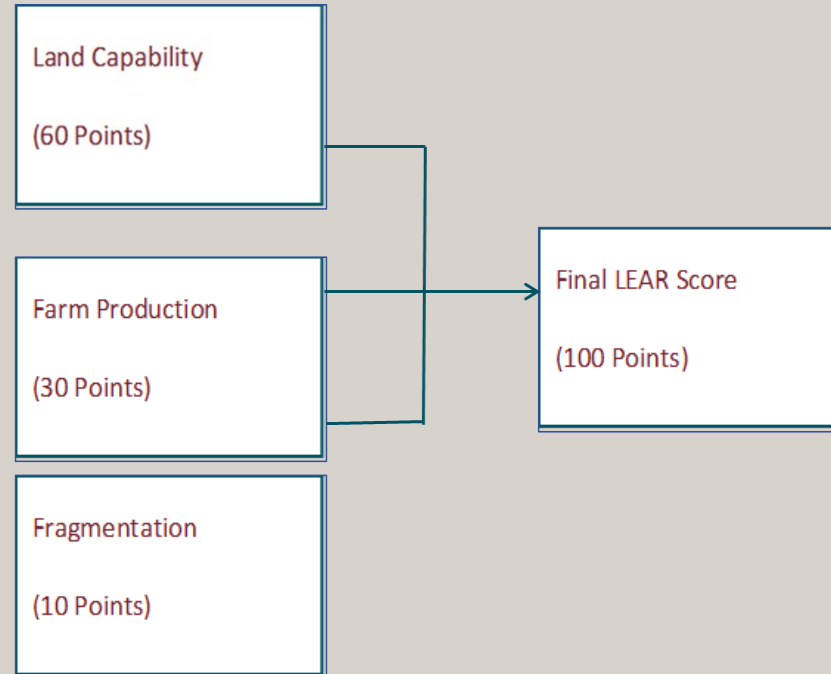 Land Capability
(60 Points)
Farm Production
(30 Points)
Fragmentation
(10 Points)
Final LEAR Score
(100 Points)